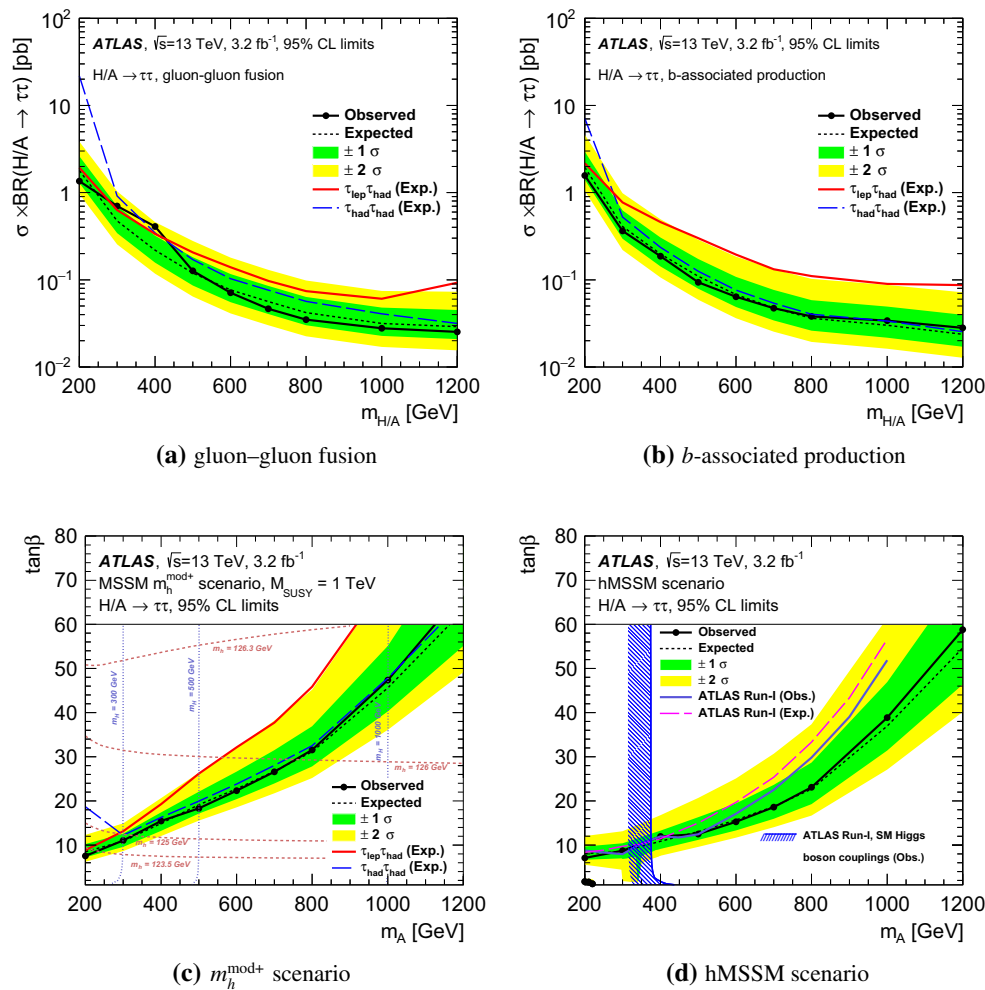 σ ×BR(H/A → ττ) [pb]
10²
10
1
10⁻¹
10⁻²
ATLAS, √s=13 TeV, 3.2 fb⁻¹, 95% CL limits
H/A → ττ, gluon-gluon fusion
Observed
Expected
± 1 σ
± 2 σ
τlepτhad (Exp.)
τhadτhad (Exp.)
200 400 600 800 1000 1200
mH/A [GeV]
(a) gluon–gluon fusion
σ ×BR(H/A → ττ) [pb]
10²
10
1
10⁻¹
10⁻²
ATLAS, √s=13 TeV, 3.2 fb⁻¹, 95% CL limits
H/A → ττ, b-associated production
Observed
Expected
± 1 σ
± 2 σ
τlepτhad (Exp.)
τhadτhad (Exp.)
200 400 600 800 1000 1200
mH/A [GeV]
(b) b-associated production
tanβ
80
70
60
50
40
30
20
10
ATLAS, √s=13 TeV, 3.2 fb⁻¹
MSSM mhmod+ scenario, MSUSY = 1 TeV
H/A → ττ, 95% CL limits
mh = 126.3 GeV
mH = 300 GeV
mH = 500 GeV
mH = 1000 GeV
mh = 126 GeV
mh = 125 GeV
mh = 123.5 GeV
Observed
Expected
± 1 σ
± 2 σ
τlepτhad (Exp.)
τhadτhad (Exp.)
200 400 600 800 1000 1200
mA [GeV]
(c) mhmod+ scenario
tanβ
80
70
60
50
40
30
20
10
ATLAS, √s=13 TeV, 3.2 fb⁻¹
hMSSM scenario
H/A → ττ, 95% CL limits
Observed
Expected
± 1 σ
± 2 σ
ATLAS Run-I (Obs.)
ATLAS Run-I (Exp.)
ATLAS Run-I, SM Higgs
boson couplings (Obs.)
200 400 600 800 1000 1200
mA [GeV]
(d) hMSSM scenario